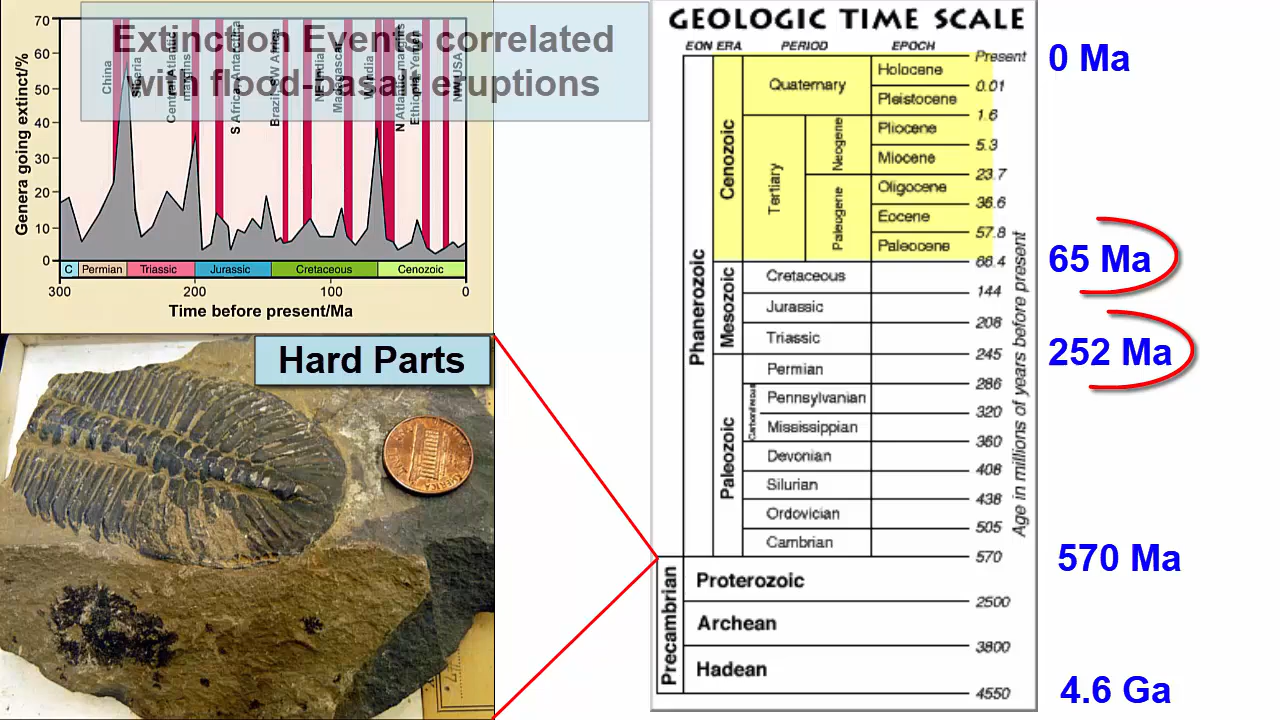 Extinction Events correlated
with flood-basalt eruptions
Genera going extinct/%
70
60
50
40
30
20
10
0
China
Siberia
Central Atlantic
margins
S Africa, Antarctica
Brazil, SW Africa
NE India
Madagascar
W India
N Atlantic margins
Ethiopia-Yemen
NW USA
C Permian Triassic Jurassic Cretaceous Cenozoic
300 200 100 0
Time before present/Ma
Hard Parts
GEOLOGIC TIME SCALE
EON ERA PERIOD EPOCH
Present
Holocene
0.01
Quaternary
Pleistocene
1.6
Pliocene
5.3
Neogene
Miocene
23.7
Cenozoic
Tertiary
Oligocene
36.6
Paleogene
Eocene
57.8
Paleocene
66.4
Phanerozoic
Mesozoic
Cretaceous
144
Jurassic
208
Triassic
245
Permian
286
Carboniferous
Pennsylvanian
320
Mississippian
360
Paleozoic
Devonian
408
Silurian
438
Ordovician
505
Cambrian
570
Precambrian
Proterozoic
2500
Archean
3800
Hadean
4550
Age in millions of years before present
0 Ma
65 Ma
252 Ma
570 Ma
4.6 Ga